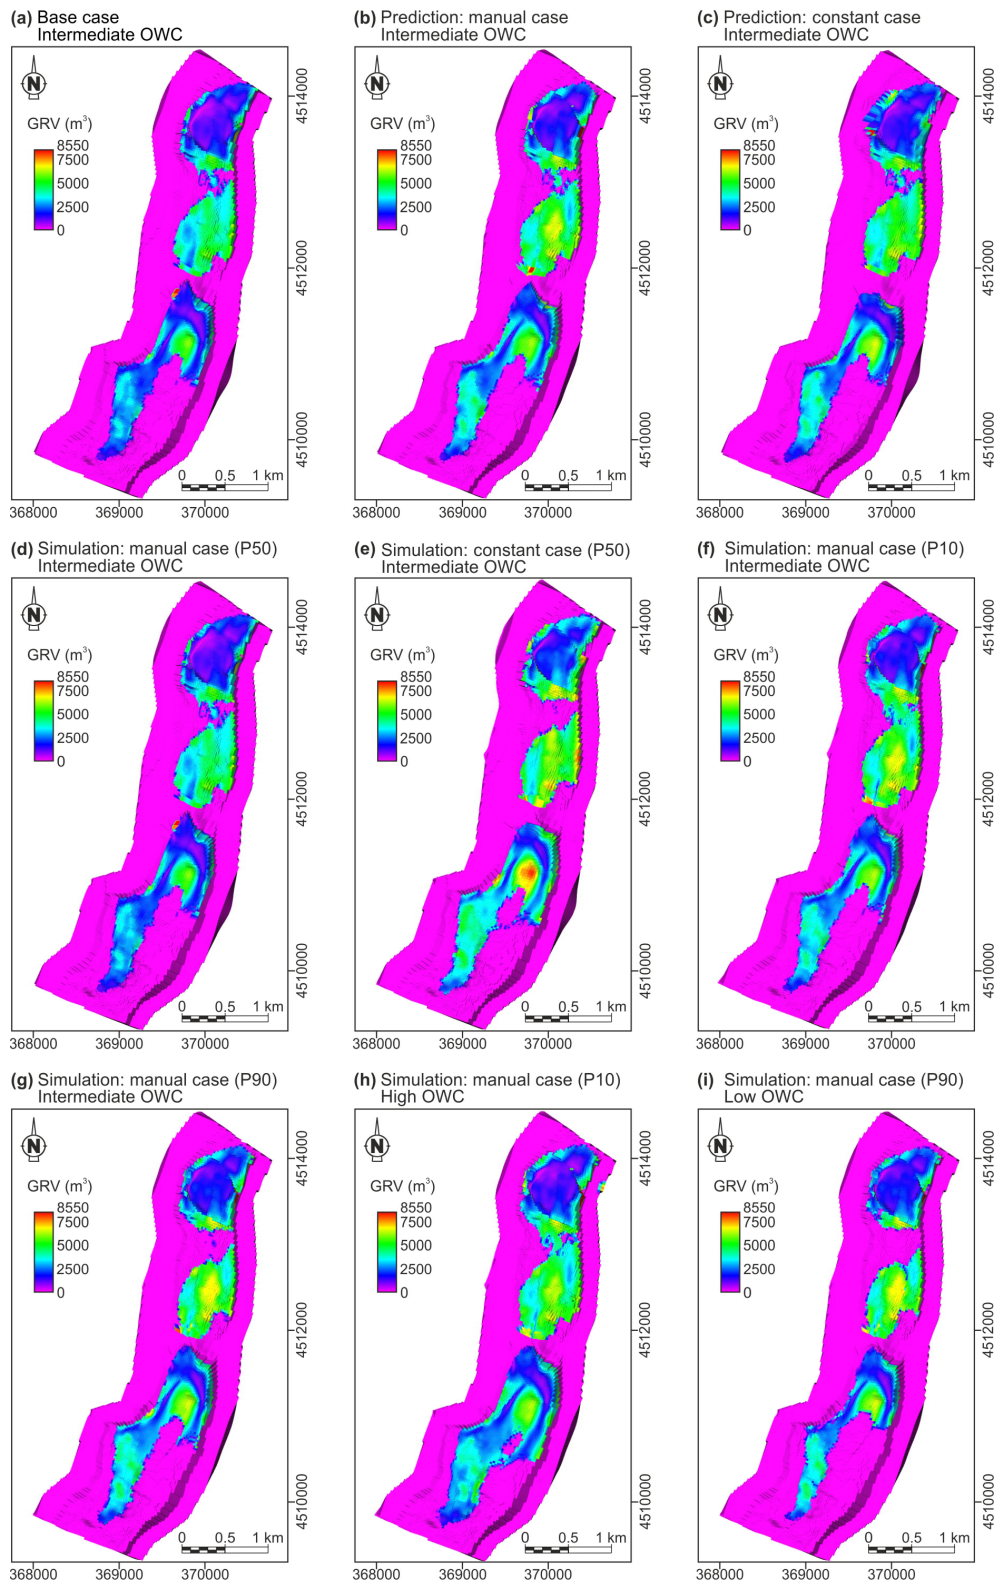 (a) Base case
Intermediate OWC
N
GRV (m³)
8550
7500
5000
2500
0
4514000
4512000
4510000
0 0.5 1 km
368000 369000 370000
(b) Prediction: manual case
Intermediate OWC
N
GRV (m³)
8550
7500
5000
2500
0
4514000
4512000
4510000
0 0.5 1 km
368000 369000 370000
(c) Prediction: constant case
Intermediate OWC
N
GRV (m³)
8550
7500
5000
2500
0
4514000
4512000
4510000
0 0.5 1 km
368000 369000 370000
(d) Simulation: manual case (P50)
Intermediate OWC
N
GRV (m³)
8550
7500
5000
2500
0
4514000
4512000
4510000
0 0.5 1 km
368000 369000 370000
(e) Simulation: constant case (P50)
Intermediate OWC
N
GRV (m³)
8550
7500
5000
2500
0
4514000
4512000
4510000
0 0.5 1 km
368000 369000 370000
(f) Simulation: manual case (P10)
Intermediate OWC
N
GRV (m³)
8550
7500
5000
2500
0
4514000
4512000
4510000
0 0.5 1 km
368000 369000 370000
(g) Simulation: manual case (P90)
Intermediate OWC
N
GRV (m³)
8550
7500
5000
2500
0
4514000
4512000
4510000
0 0.5 1 km
368000 369000 370000
(h) Simulation: manual case (P10)
High OWC
N
GRV (m³)
8550
7500
5000
2500
0
4514000
4512000
4510000
0 0.5 1 km
368000 369000 370000
(i) Simulation: manual case (P90)
Low OWC
N
GRV (m³)
8550
7500
5000
2500
0
4514000
4512000
4510000
0 0.5 1 km
368000 369000 370000